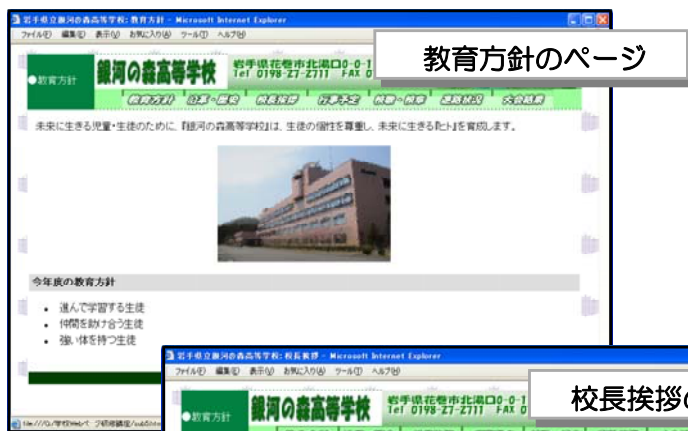 岩手県立銀河の森高等学校: 教育方針 - Microsoft Internet Explorer
ファイル(F) 編集(E) 表示(V) お気に入り(A) ツール(T) ヘルプ(H)
教育方針のページ
●教育方針
銀河の森高等学校
岩手県花巻市北湯口0-0-1
Tel 0198-27-2711 FAX 0
教育方針 沿革・歴史 校長挨拶 行事予定 校歌・校章 進路状況 大会結果
未来に生きる児童・生徒のために、『銀河の森高等学校』は、生徒の個性を尊重し、未来に生きる『ヒト』を育成します。
今年度の教育方針
• 進んで学習する生徒
• 仲間を助け合う生徒
• 強い体を持つ生徒
岩手県立銀河の森高等学校: 校長挨拶 - Microsoft Internet Explorer
ファイル(F) 編集(E) 表示(V) お気に入り(A) ツール(T) ヘルプ(H)
校長挨拶の
●教育方針
銀河の森高等学校
岩手県花巻市北湯口0-0-1
Tel 0198-27-2711 FAX 0